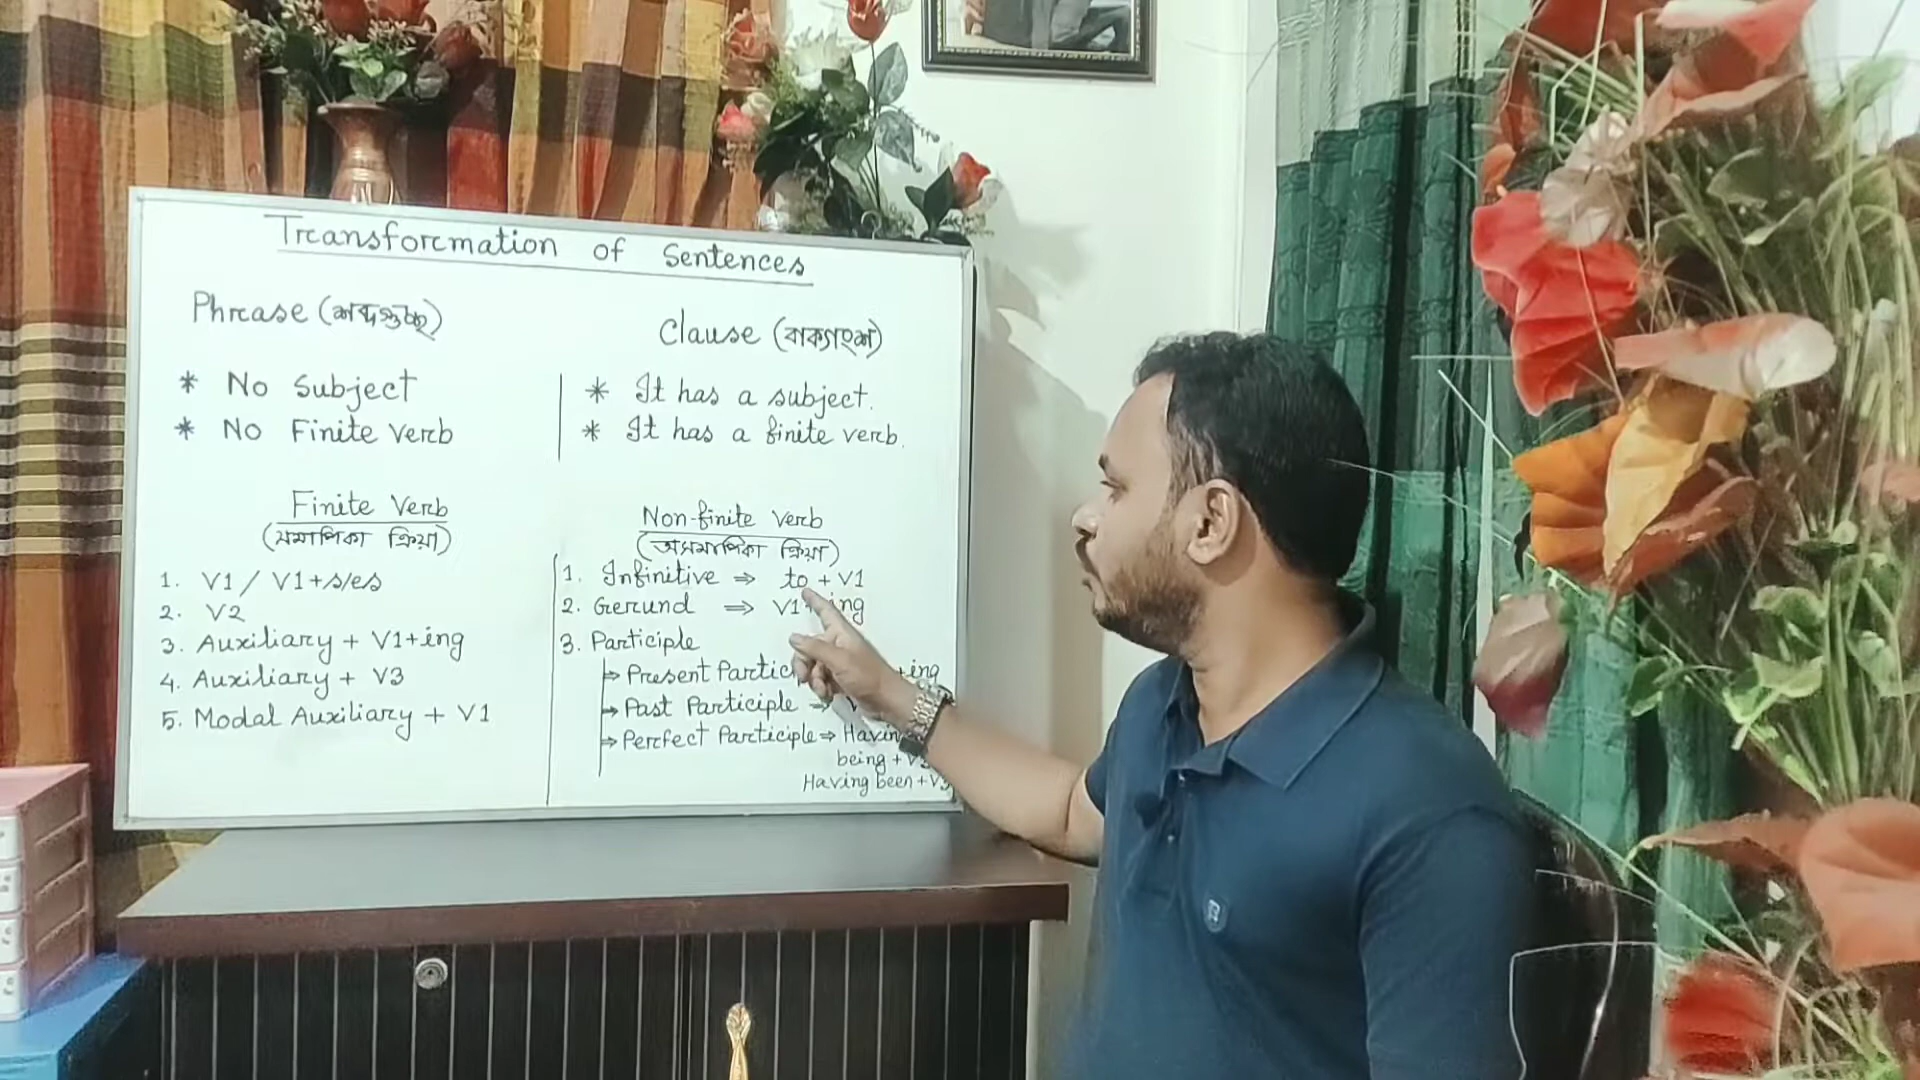 Transformation of Sentences
Phrase (শব্দগুচ্ছ)
* No Subject
* No Finite Verb
Clause (বাক্যাংশ)
* It has a subject.
* It has a finite verb.
Finite Verb
(সমাপিকা ক্রিয়া)
1. V1 / V1+s/es
2. V2
3. Auxiliary + V1+ing
4. Auxiliary + V3
5. Modal Auxiliary + V1
Non-finite Verb
(অসমাপিকা ক্রিয়া)
1. Infinitive ⇒ to + V1
2. Gerund ⇒ V1+ing
3. Participle
⇒ Present +ing
⇒ Past Participle ⇒
⇒ Perfect Participle ⇒
being +
Having been + V3